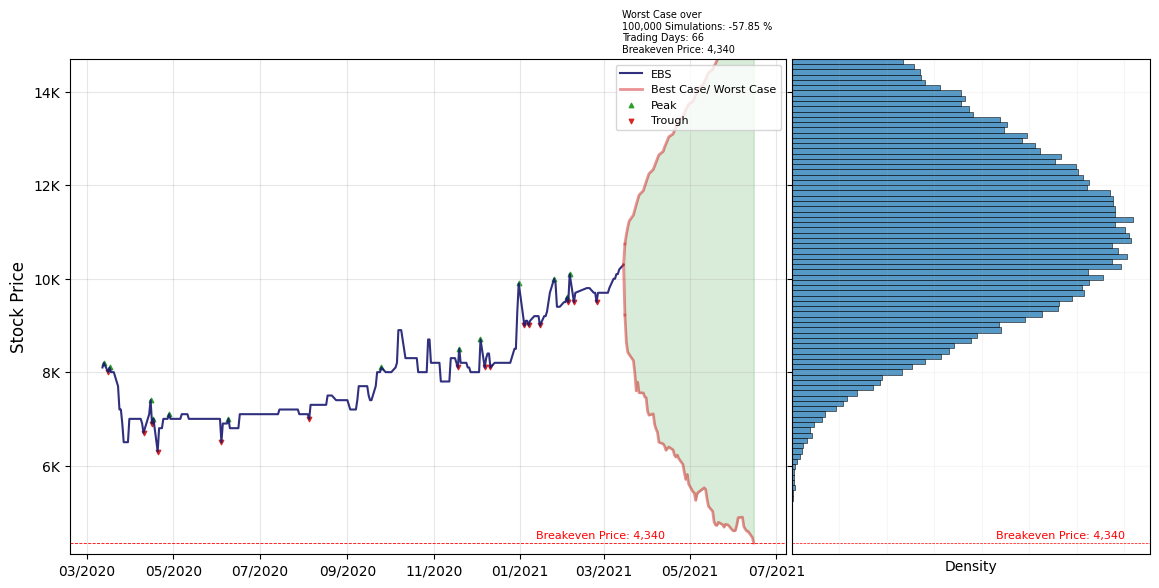 Worst Case over
100,000 Simulations: -57.85 %
Trading Days: 66
Breakeven Price: 4,340
EBS
Best Case/ Worst Case
Peak
Trough
14K
12K
10K
8K
6K
Stock Price
Breakeven Price: 4,340
Breakeven Price: 4,340
03/2020
05/2020
07/2020
09/2020
11/2020
01/2021
03/2021
05/2021
07/2021
Density